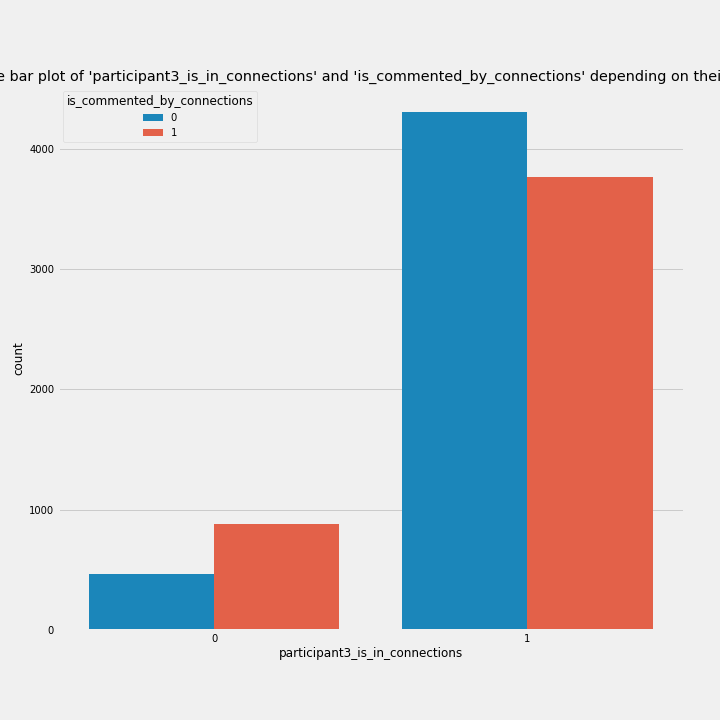 bar plot of 'participant3_is_in_connections' and 'is_commented_by_connections' depending on
is_commented_by_connections
0
1
4000
3000
2000
1000
0
count
0
1
participant3_is_in_connections